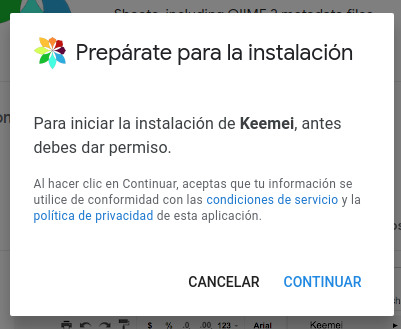 Sheets, including QIIME 2 metadata files
Prepárate para la instalación
Para iniciar la instalación de Keemei, antes
debes dar permiso.
Al hacer clic en Continuar, aceptas que tu información se
utilice de conformidad con las condiciones de servicio y la
política de privacidad de esta aplicación.
CANCELAR CONTINUAR
$ % .0 .00 123 Arial Keemei